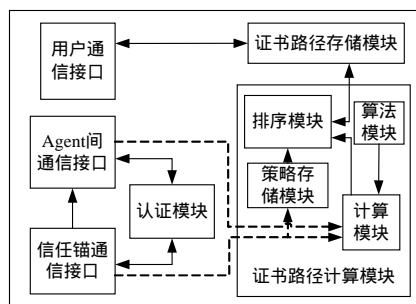 用户通
信接口
证书路径存储模块
排序模块
算法
模块
Agent间
通信接口
策略存
储模块
认证模块
计算
模块
信任锚通
信接口
证书路径计算模块